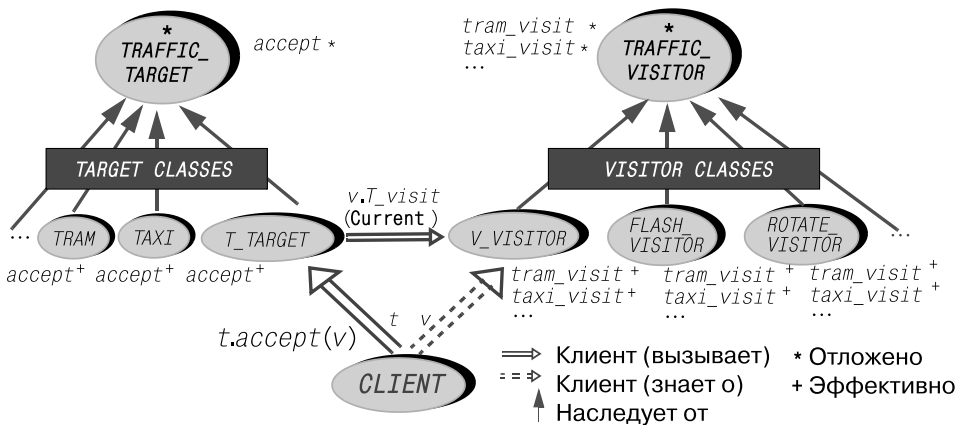 *
TRAFFIC_
TARGET
accept *
tram_visit *
taxi_visit *
...
*
TRAFFIC_
VISITOR
TARGET CLASSES
VISITOR CLASSES
v.T_visit
(Current)
...
TRAM
TAXI
T_TARGET
V_VISITOR
FLASH_
VISITOR
ROTATE_
VISITOR
...
accept+
accept+
accept+
tram_visit +
taxi_visit +
...
tram_visit +
taxi_visit +
...
tram_visit +
taxi_visit +
...
t.accept(v)
t
v
CLIENT
Клиент (вызывает)
Клиент (знает о)
Наследует от
* Отложено
+ Эффективно